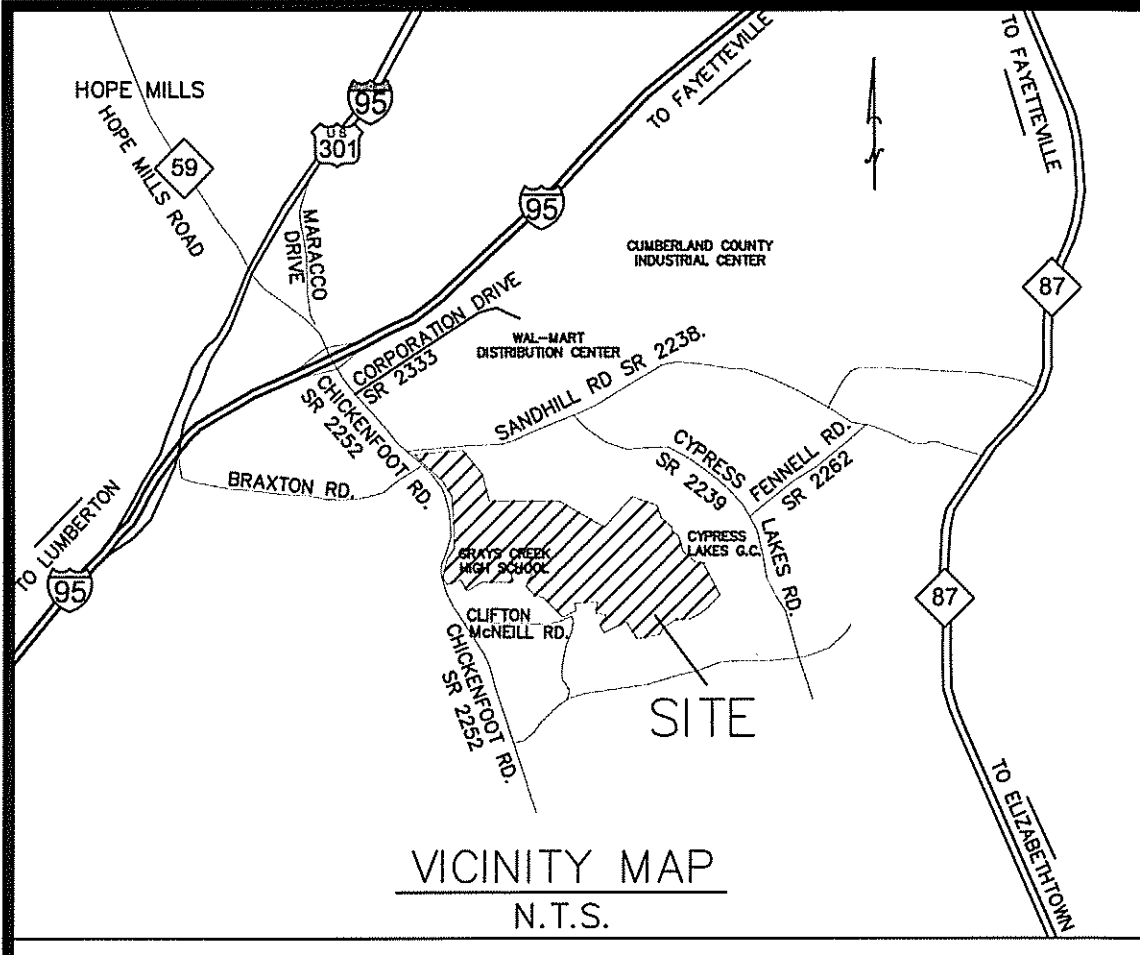 HOPE MILLS
HOPE MILLS ROAD
59
95
U S
301
MARACCO
DRIVE
TO FAYETTEVILLE
95
N
TO FAYETTEVILLE
CUMBERLAND COUNTY
INDUSTRIAL CENTER
87
CORPORATION DRIVE
SR 2333
WAL-MART
DISTRIBUTION CENTER
CHICKENFOOT RD.
SR 2252
SANDHILL RD SR 2238.
BRAXTON RD.
CYPRESS
SR 2239
LAKES RD.
FENNELL RD.
SR 2262
TO LUMBERTON
95
GRAYS CREEK
HIGH SCHOOL
CYPRESS
LAKES G.C.
87
CLIFTON
McNEILL RD.
CHICKENFOOT RD.
SR 2252
SITE
TO ELIZABETHTOWN
VICINITY MAP
N.T.S.